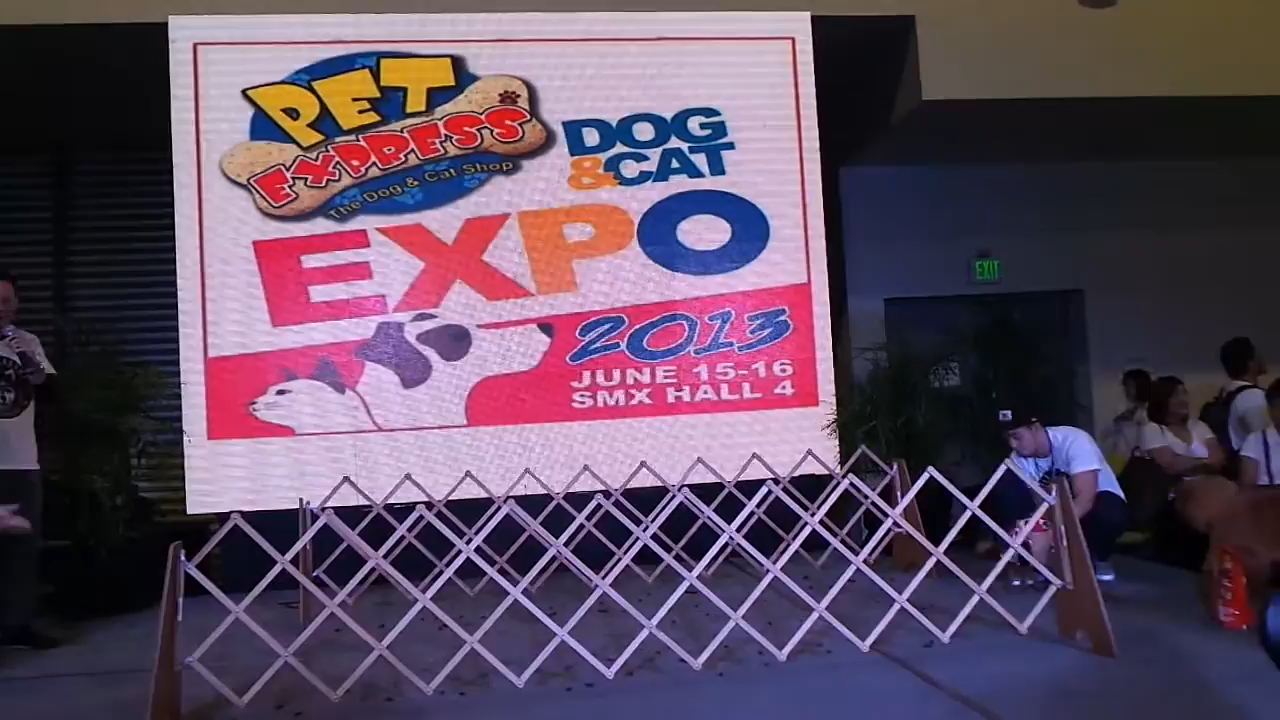 PET
EXPRESS
The Dog & Cat Shop
DOG
&CAT
EXPO
2013
JUNE 15-16
SMX HALL 4
EXIT